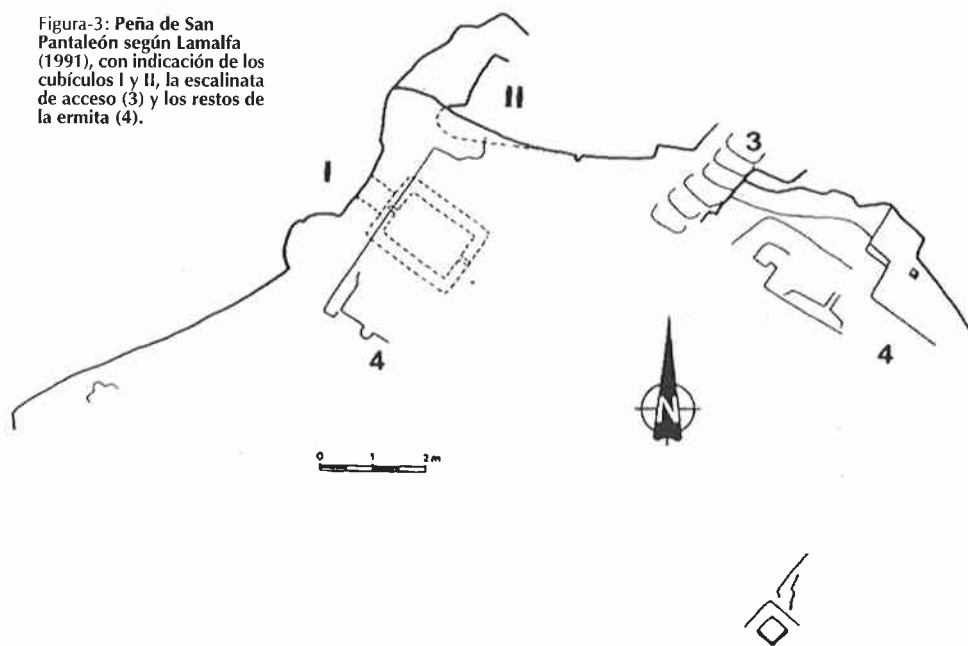 Figura-3: Peña de San
Pantaleón según Lamalfa
(1991), con indicación de los
cubículos I y II, la escalinata
de acceso (3) y los restos de
la ermita (4).
II
3
I
4
4
N
0 1 2 m